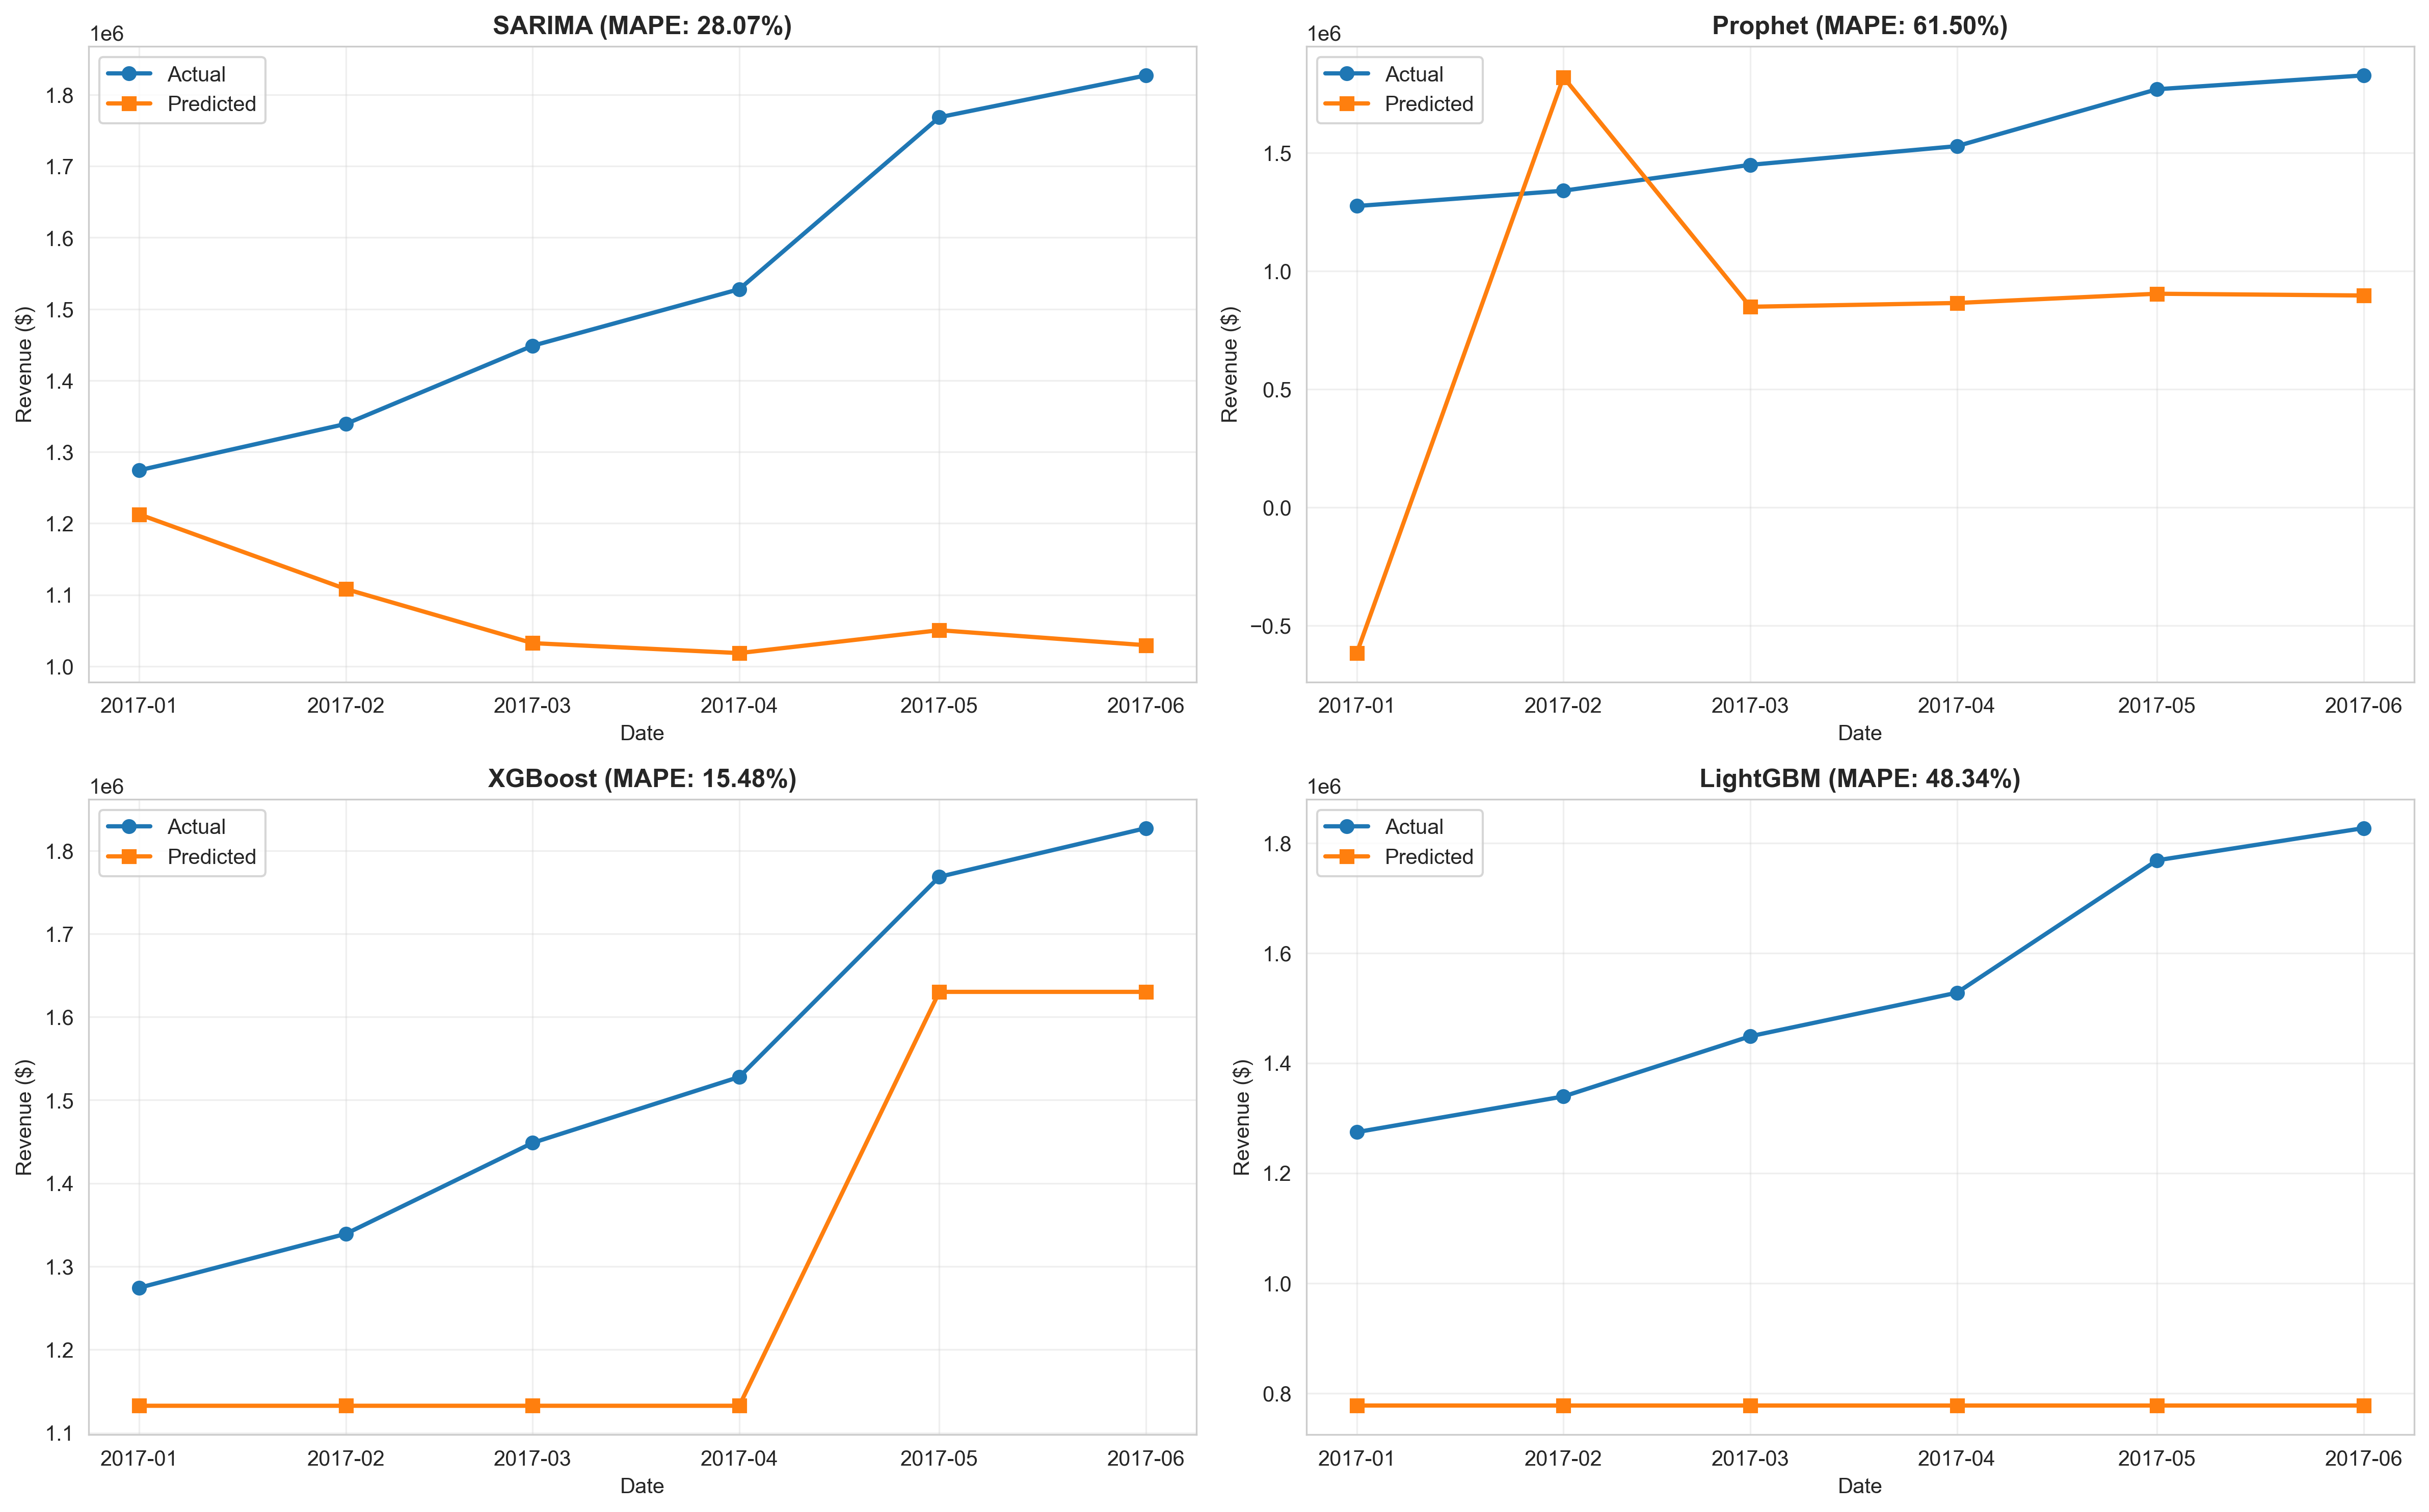 SARIMA (MAPE: 28.07%)
1e6
Actual
Predicted
1.8
1.7
1.6
1.5
1.4
1.3
1.2
1.1
1.0
Revenue ($)
2017-01 2017-02 2017-03 2017-04 2017-05 2017-06
Date
Prophet (MAPE: 61.50%)
1e6
Actual
Predicted
1.5
1.0
0.5
0.0
−0.5
Revenue ($)
2017-01 2017-02 2017-03 2017-04 2017-05 2017-06
Date
XGBoost (MAPE: 15.48%)
1e6
Actual
Predicted
1.8
1.7
1.6
1.5
1.4
1.3
1.2
1.1
Revenue ($)
2017-01 2017-02 2017-03 2017-04 2017-05 2017-06
Date
LightGBM (MAPE: 48.34%)
1e6
Actual
Predicted
1.8
1.6
1.4
1.2
1.0
0.8
Revenue ($)
2017-01 2017-02 2017-03 2017-04 2017-05 2017-06
Date